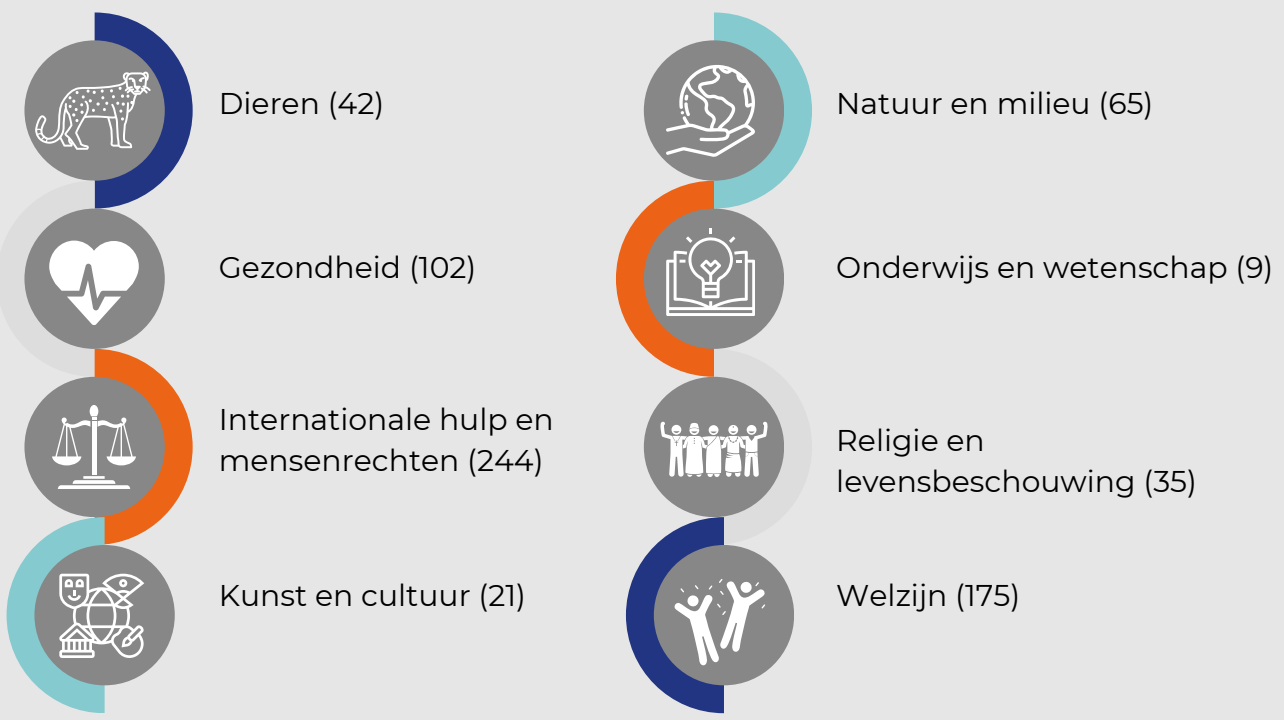 Dieren (42)
Gezondheid (102)
Internationale hulp en
mensenrechten (244)
Kunst en cultuur (21)
Natuur en milieu (65)
Onderwijs en wetenschap (9)
Religie en
levensbeschouwing (35)
Welzijn (175)